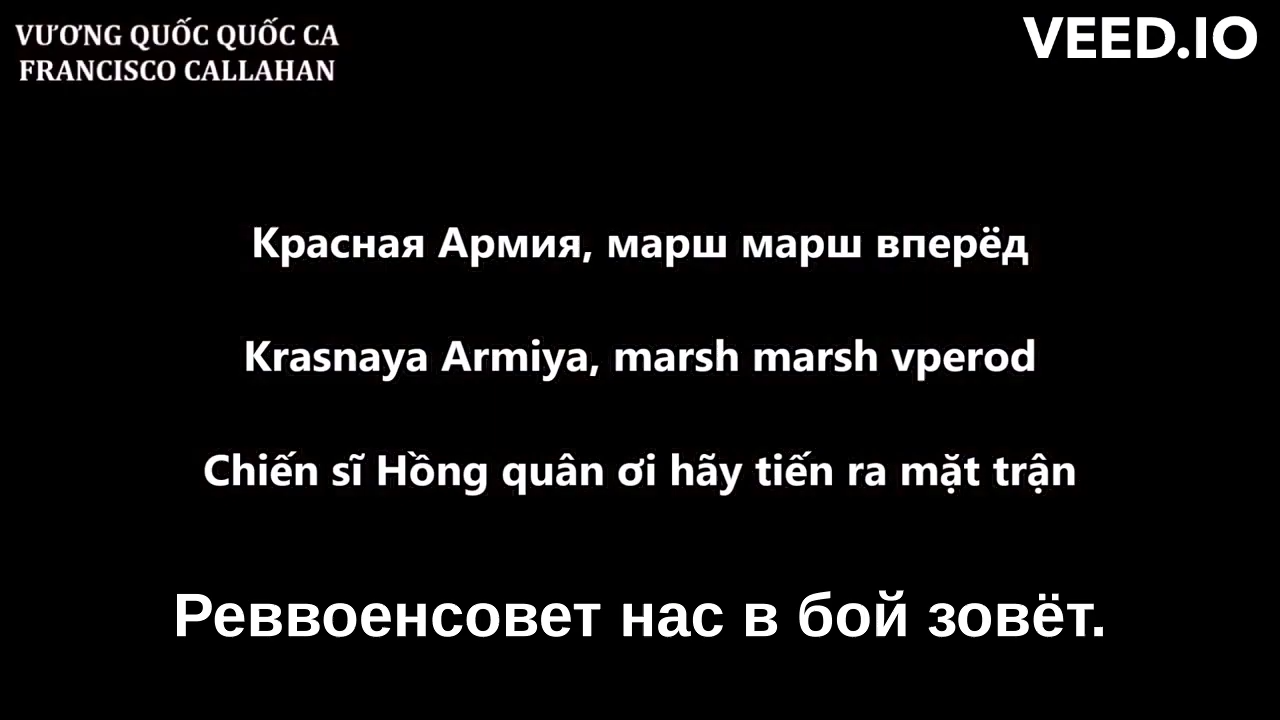 VƯƠNG QUỐC QUỐC CA
FRANCISCO CALLAHAN
VEED.IO
Красная Армия, марш марш вперёд
Krasnaya Armiya, marsh marsh vperod
Chiến sĩ Hồng quân ơi hãy tiến ra mặt trận
Реввоенсовет нас в бой зовёт.